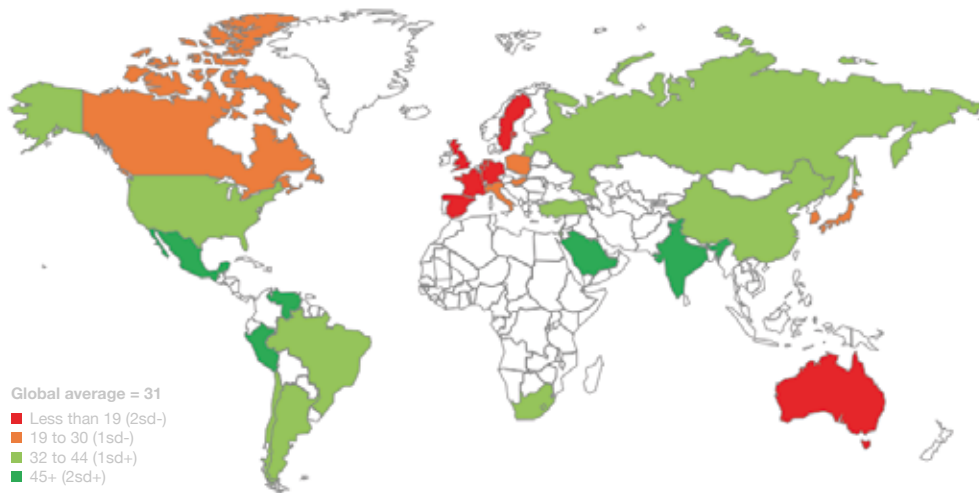 Global average = 31
Less than 19 (2sd-)
19 to 30 (1sd-)
32 to 44 (1sd+)
45+ (2sd+)